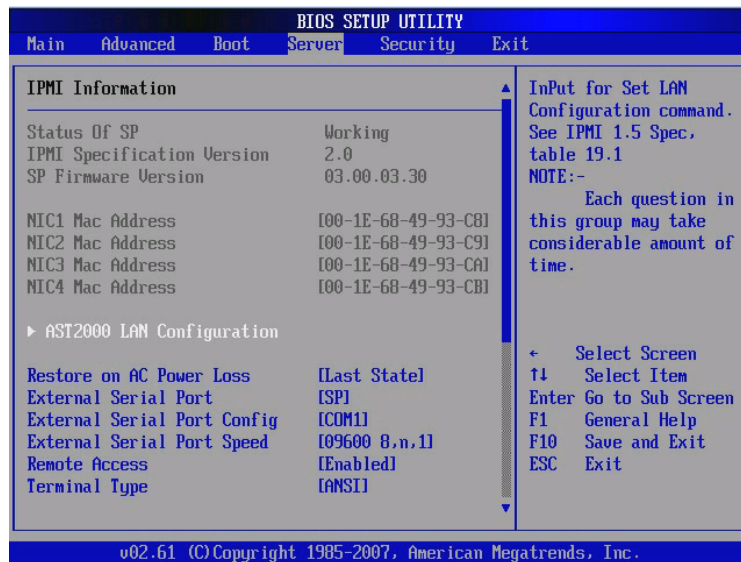 BIOS SETUP UTILITY
Main Advanced Boot Server Security Exit
IPMI Information
Status Of SP Working
IPMI Specification Version 2.0
SP Firmware Version 03.00.03.30
NIC1 Mac Address [00-1E-68-49-93-C8]
NIC2 Mac Address [00-1E-68-49-93-C9]
NIC3 Mac Address [00-1E-68-49-93-CA]
NIC4 Mac Address [00-1E-68-49-93-CB]
▶ AST2000 LAN Configuration
Restore on AC Power Loss [Last State]
External Serial Port [SP]
External Serial Port Config [COM1]
External Serial Port Speed [09600 8,n,1]
Remote Access [Enabled]
Terminal Type [ANSI]
InPut for Set LAN
Configuration command.
See IPMI 1.5 Spec,
table 19.1
NOTE:-
Each question in
this group may take
considerable amount of
time.
← Select Screen
↑↓ Select Item
Enter Go to Sub Screen
F1 General Help
F10 Save and Exit
ESC Exit
v02.61 (C)Copyright 1985-2007, American Megatrends, Inc.